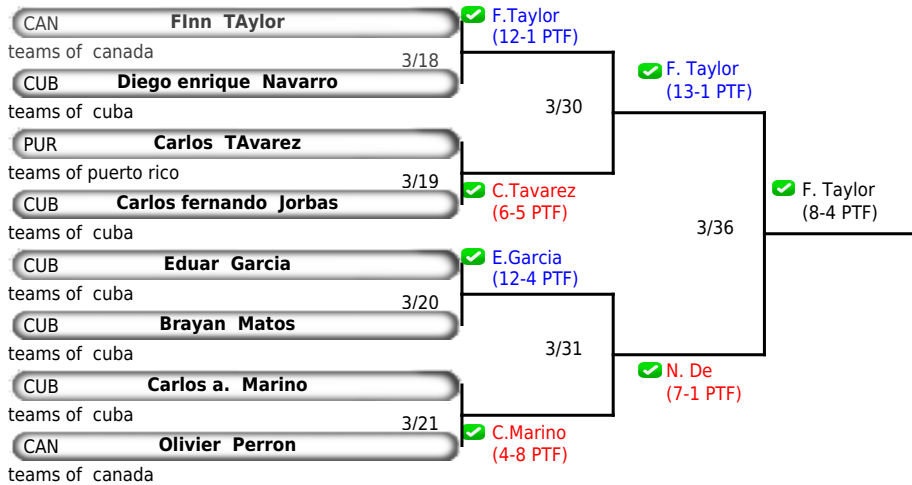 CAN FInn TAylor
teams of canada
3/18
CUB Diego enrique Navarro
teams of cuba
PUR Carlos TAvarez
teams of puerto rico
3/19
CUB Carlos fernando Jorbas
teams of cuba
CUB Eduar Garcia
teams of cuba
3/20
CUB Brayan Matos
teams of cuba
CUB Carlos a. Marino
teams of cuba
3/21
CAN Olivier Perron
teams of canada
F.Taylor
(12-1 PTF)
3/30
C.Tavarez
(6-5 PTF)
E.Garcia
(12-4 PTF)
3/31
C.Marino
(4-8 PTF)
F. Taylor
(13-1 PTF)
3/36
N. De
(7-1 PTF)
F. Taylor
(8-4 PTF)